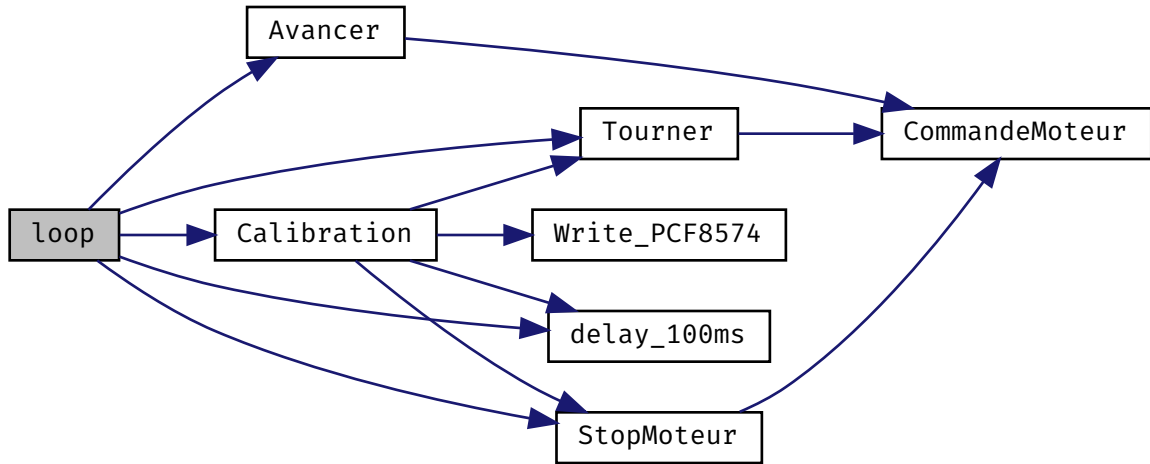 Avancer
Tourner
CommandeMoteur
loop
Calibration
Write_PCF8574
delay_100ms
StopMoteur